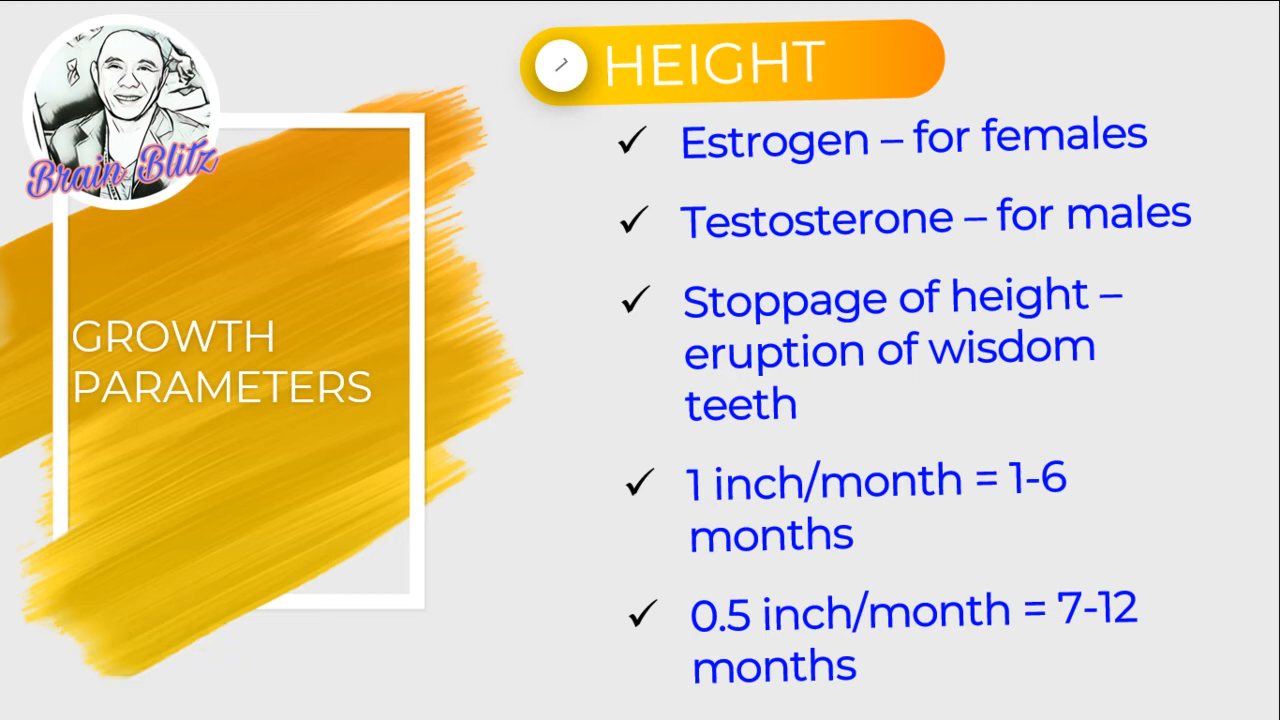 Brain Blitz
GROWTH
PARAMETERS
HEIGHT
✓ Estrogen – for females
✓ Testosterone – for males
✓ Stoppage of height –
eruption of wisdom
teeth
✓ 1 inch/month = 1-6
months
✓ 0.5 inch/month = 7-12
months